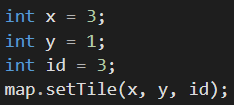 int x = 3;
int y = 1;
int id = 3;
map.setTile(x, y, id);